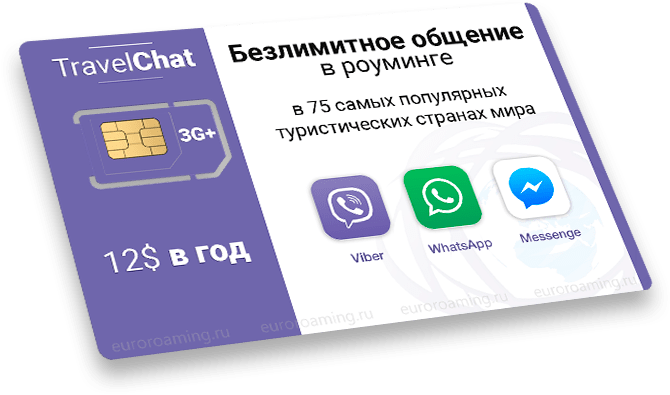 TravelChat
3G+
12$ в год
Безлимитное общение
в роуминге
в 75 самых популярных
туристических странах мира
Viber
WhatsApp
Messenge
euroroaming.ru
euroroaming.ru
euroroaming.ru
euroroaming.ru